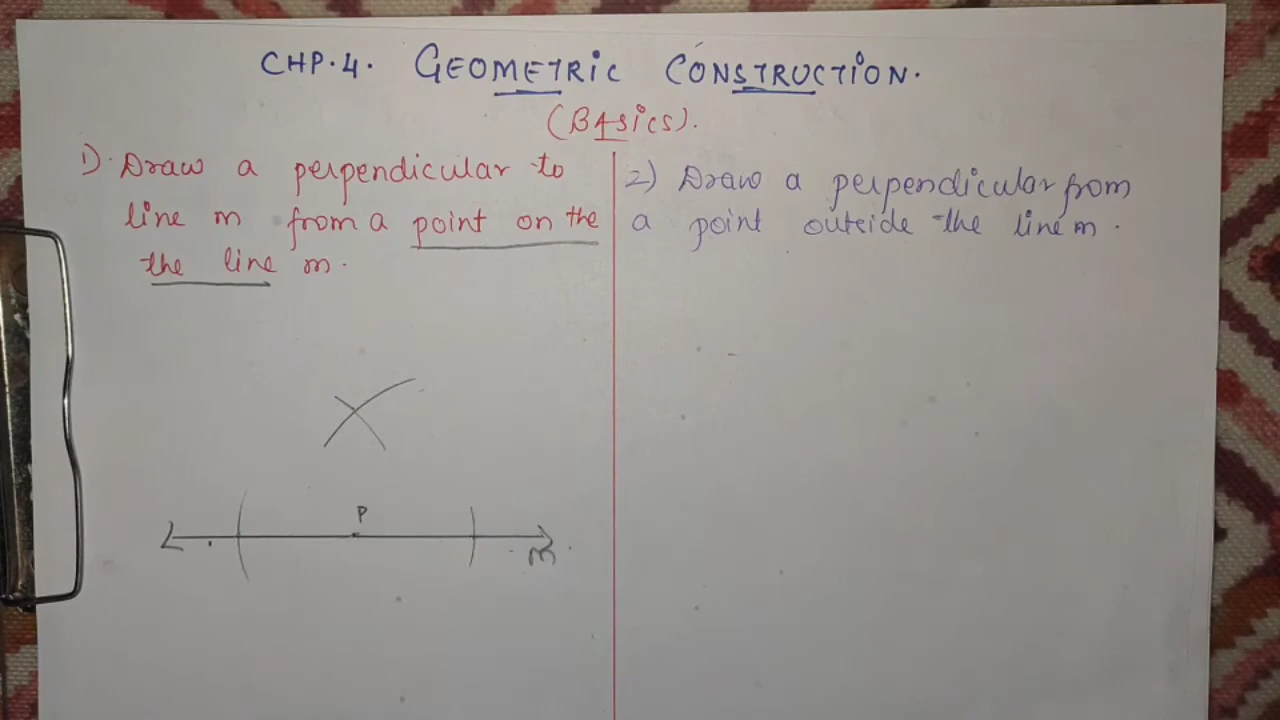 CHP.4. GEOMETRIC CONSTRUCTION.
(BASICS).
1). Draw a perpendicular to
line m from a point on the
the line m.
2) Draw a perpendicular from
a point outside the line m.
P
m